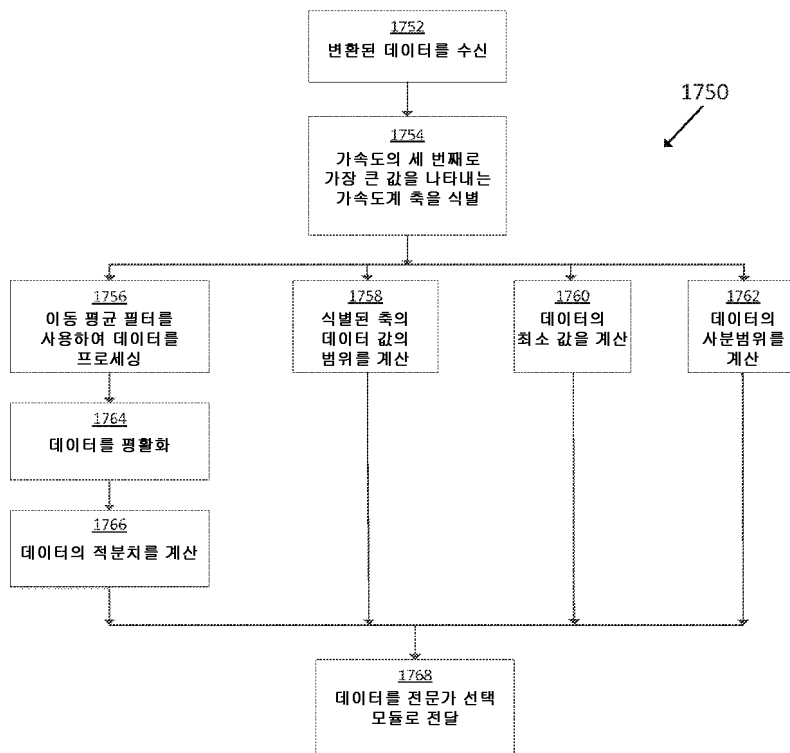 1752
변환된 데이터를 수신
1750
1754
가속도의 세 번째로
가장 큰 값을 나타내는
가속도계 축을 식별
1756
이동 평균 필터를
사용하여 데이터를
프로세싱
1758
식별된 축의
데이터 값의
범위를 계산
1760
데이터의
최소 값을 계산
1762
데이터의
사분범위를
계산
1764
데이터를 평활화
1766
데이터의 적분치를 계산
1768
데이터를 전문가 선택
모듈로 전달